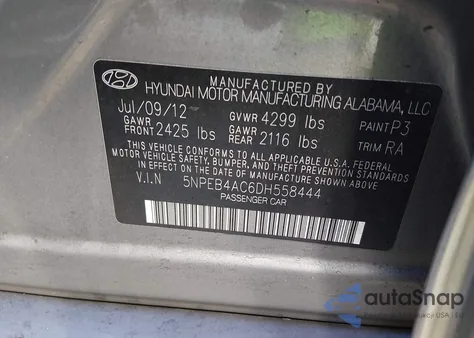 MANUFACTURED BY
HYUNDAI MOTOR MANUFACTURING ALABAMA, LLC
Jul/09/12 GVWR 4299 lbs PAINT P3
GAWR FRONT 2425 lbs GAWR REAR 2116 lbs TRIM RA
THIS VEHICLE CONFORMS TO ALL APPLICABLE U.S.A. FEDERAL
MOTOR VEHICLE SAFETY, BUMPER, AND THEFT PREVENTION
STANDARDS IN EFFECT ON THE DATE OF MANUFACTURE SHOWN ABOVE.
V.I.N 5NPEB4AC6DH558444
PASSENGER CAR
autoSnap
USA